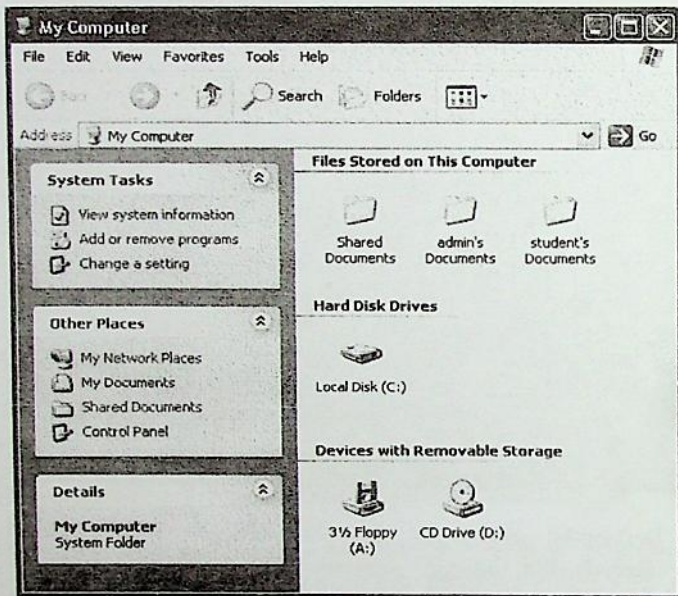 My Computer
File Edit View Favorites Tools Help
Back Search Folders
Address My Computer Go
System Tasks
View system information
Add or remove programs
Change a setting
Other Places
My Network Places
My Documents
Shared Documents
Control Panel
Details
My Computer
System Folder
Files Stored on This Computer
Shared Documents
admin's Documents
student's Documents
Hard Disk Drives
Local Disk (C:)
Devices with Removable Storage
3½ Floppy (A:)
CD Drive (D:)